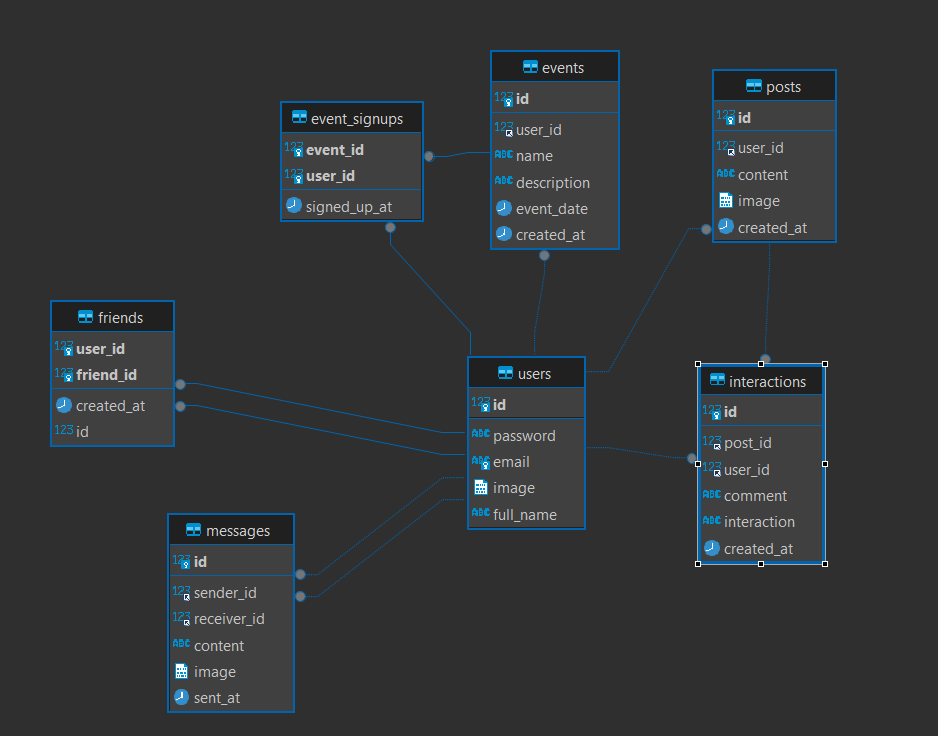 events
123 id
123 user_id
ABC name
ABC description
event_date
created_at
posts
123 id
123 user_id
ABC content
image
created_at
event_signups
123 event_id
123 user_id
signed_up_at
friends
123 user_id
123 friend_id
created_at
123 id
users
123 id
ABC password
ABC email
image
ABC full_name
interactions
123 id
123 post_id
123 user_id
ABC comment
ABC interaction
created_at
messages
123 id
123 sender_id
123 receiver_id
ABC content
image
sent_at